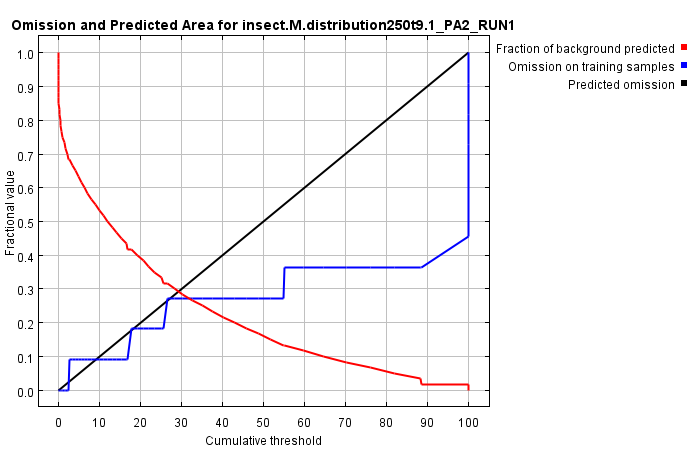 Omission and Predicted Area for insect.M.distribution250t9.1_PA2_RUN1
Fraction of background predicted
Omission on training samples
Predicted omission
Fractional value
1.0
0.9
0.8
0.7
0.6
0.5
0.4
0.3
0.2
0.1
0.0
0 10 20 30 40 50 60 70 80 90 100
Cumulative threshold